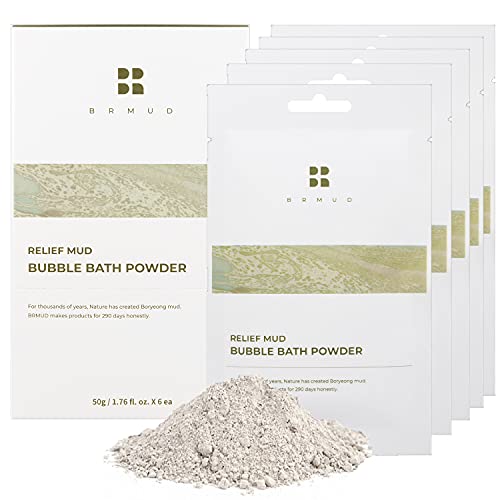 BRMUD
RELIEF MUD
BUBBLE BATH POWDER
For thousands of years, Nature has created Boryeong mud.
BRMUD makes products for 290 days honestly.
50g / 1.76 fl. oz. X 6 ea
BRMUD
RELIEF MUD
BUBBLE BATH POWDER
of years, Nature has created Boryeong mud.
products for 290 days honestly.